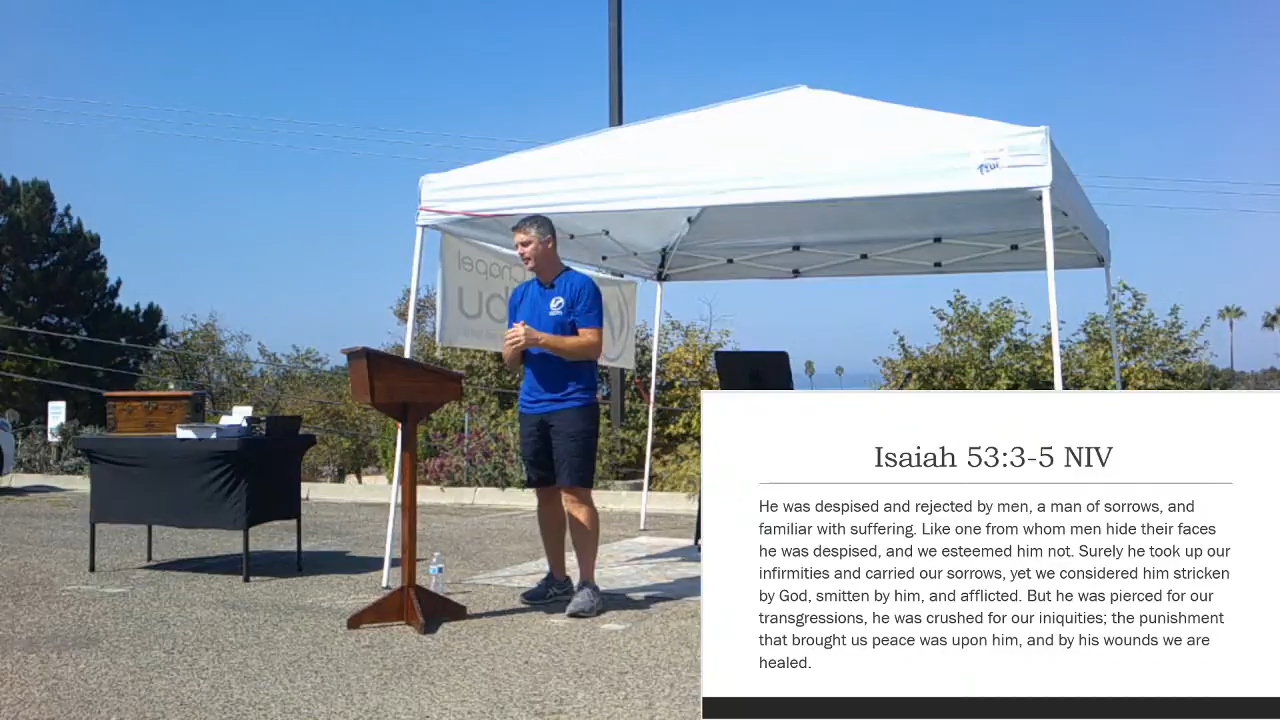 Chapel
Isaiah 53:3-5 NIV
He was despised and rejected by men, a man of sorrows, and
familiar with suffering. Like one from whom men hide their faces
he was despised, and we esteemed him not. Surely he took up our
infirmities and carried our sorrows, yet we considered him stricken
by God, smitten by him, and afflicted. But he was pierced for our
transgressions, he was crushed for our iniquities; the punishment
that brought us peace was upon him, and by his wounds we are
healed.